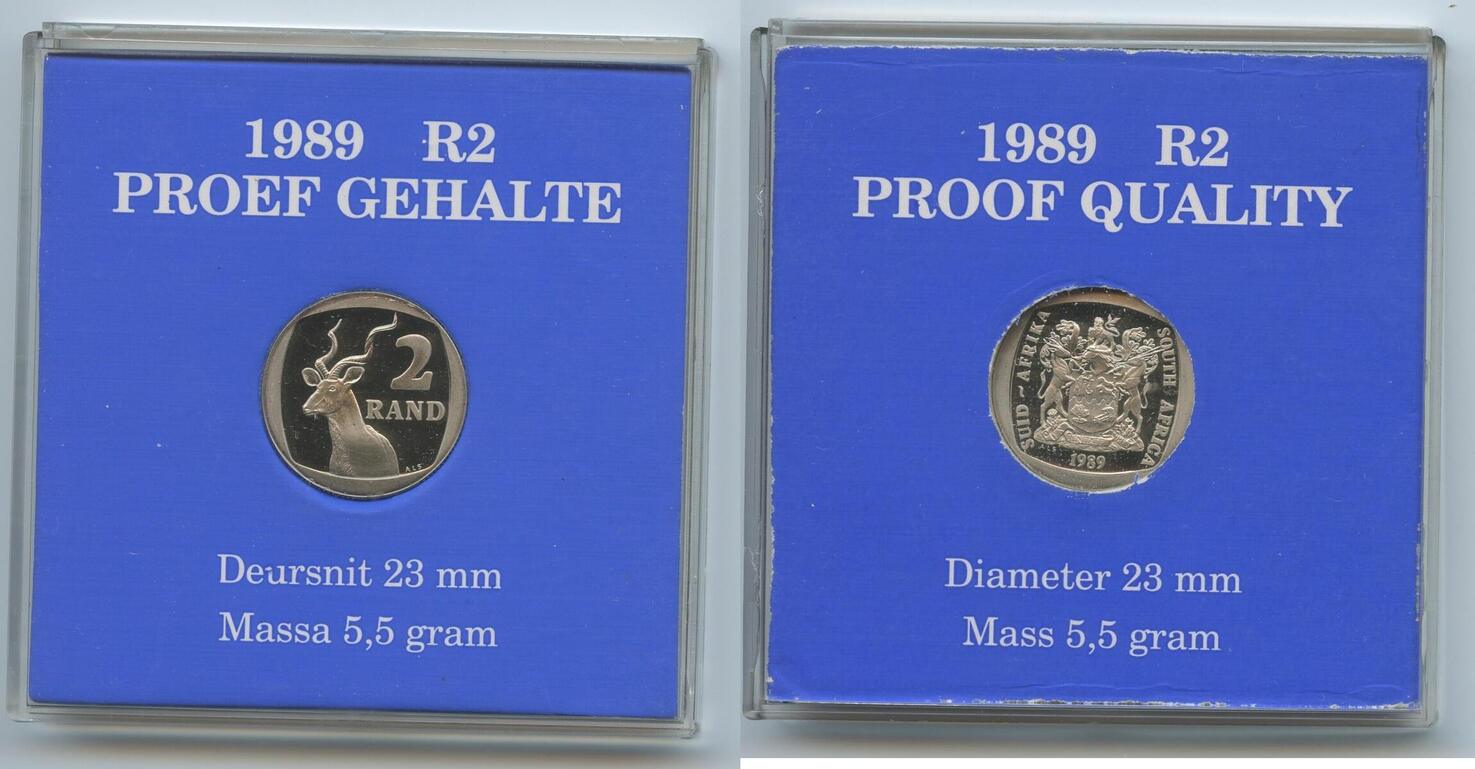 1989 R2
PROEF GEHALTE
2
RAND
ALS
Deursnit 23 mm
Massa 5,5 gram
1989 R2
PROOF QUALITY
SUID-AFRIKA
SOUTH AFRICA
ALS
1989
Diameter 23 mm
Mass 5,5 gram